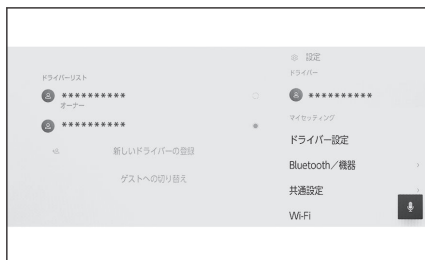 設定
ドライバーリスト
**********
オーナー
**********
新しいドライバーの登録
ゲストへの切り替え
ドライバー
**********
マイセッティング
ドライバー設定
Bluetooth／機器
共通設定
Wi-Fi